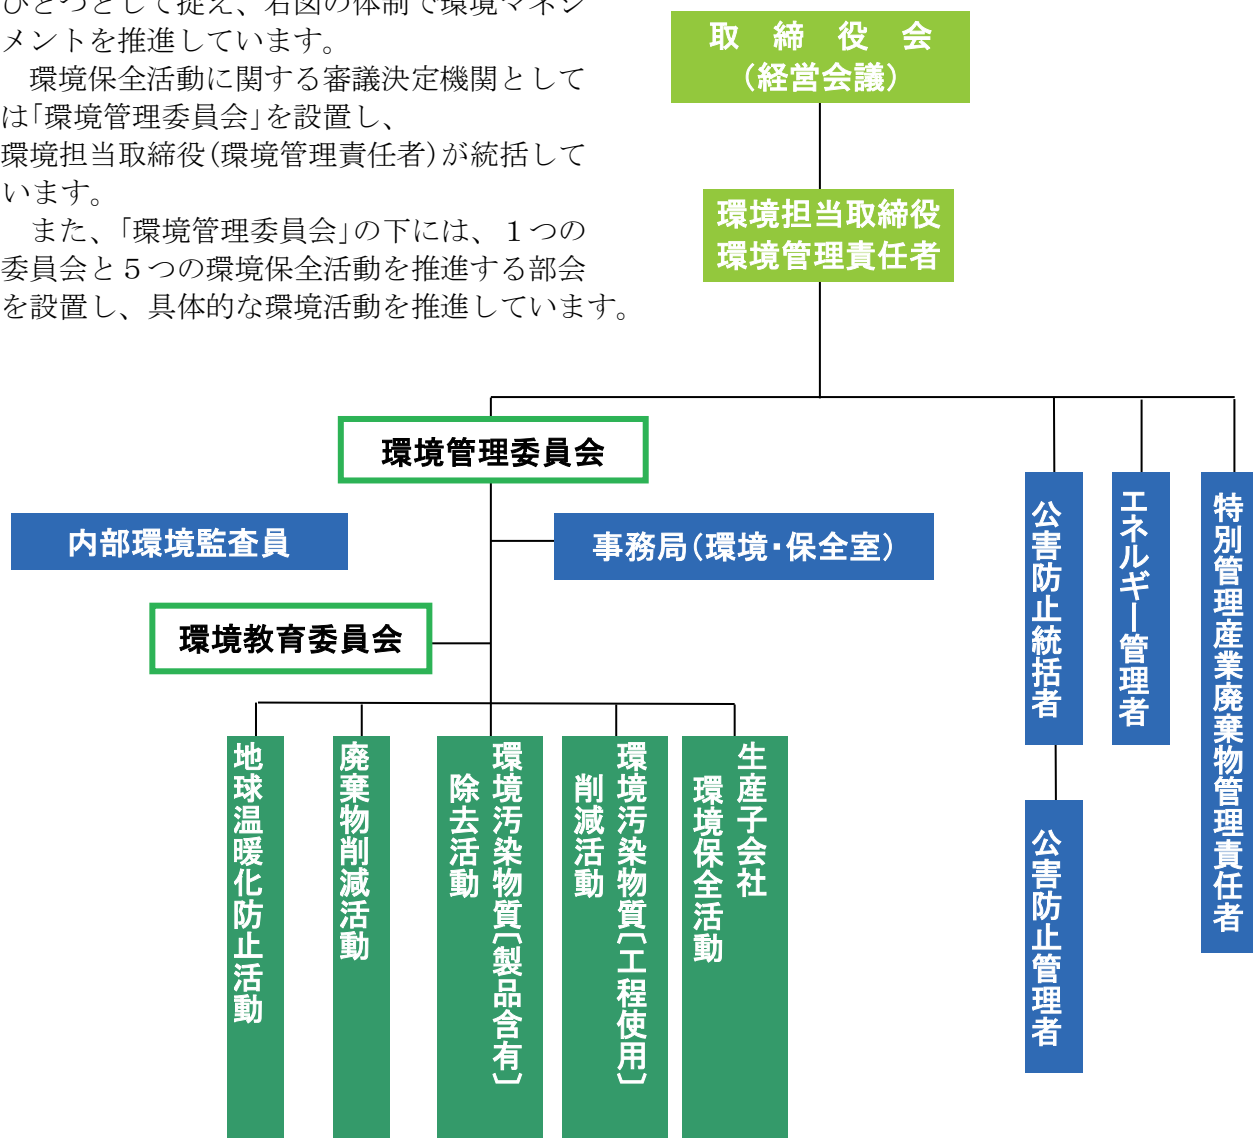 ひとつとして捉え、右図の体制で環境マネジ
メントを推進しています。
　環境保全活動に関する審議決定機関として
は｢環境管理委員会｣を設置し、
環境担当取締役(環境管理責任者)が統括して
います。
　また、｢環境管理委員会｣の下には、１つの
委員会と５つの環境保全活動を推進する部会
を設置し、具体的な環境活動を推進しています。
取　締　役　会
（経営会議）
環境担当取締役
環境管理責任者
環境管理委員会
内部環境監査員
事務局（環境・保全室）
環境教育委員会
地球温暖化防止活動
廃棄物削減活動
環境汚染物質〔製品含有〕
除去活動
環境汚染物質〔工程使用〕
削減活動
生産子会社
環境保全活動
公害防止統括者
公害防止管理者
エネルギー管理者
特別管理産業廃棄物管理責任者